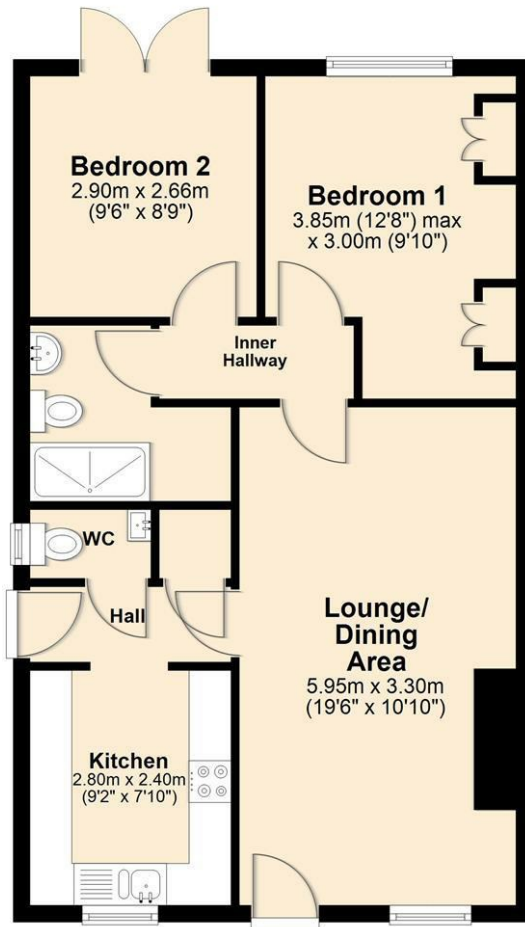 Bedroom 2
2.90m x 2.66m
(9'6" x 8'9")
Bedroom 1
3.85m (12'8") max
x 3.00m (9'10")
Inner
Hallway
WC
Hall
Lounge/
Dining
Area
5.95m x 3.30m
(19'6" x 10'10")
Kitchen
2.80m x 2.40m
(9'2" x 7'10")